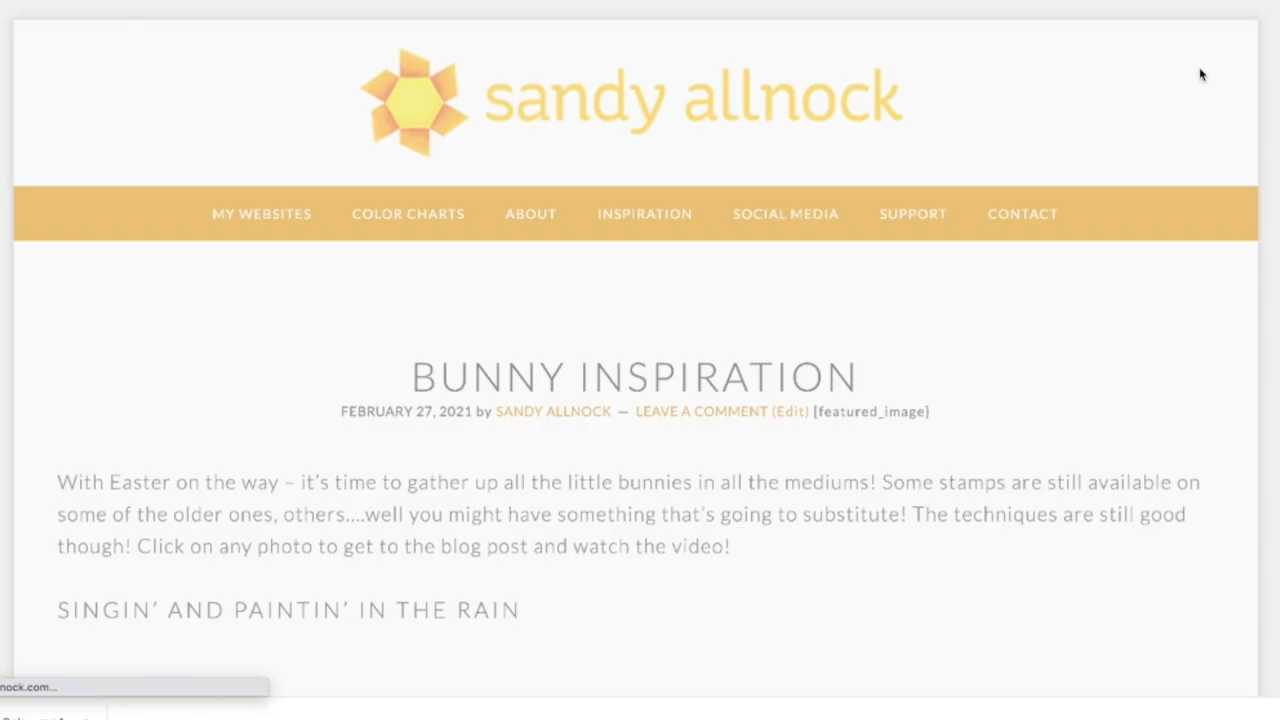 sandy allnock
MY WEBSITES COLOR CHARTS ABOUT INSPIRATION SOCIAL MEDIA SUPPORT CONTACT
BUNNY INSPIRATION
FEBRUARY 27, 2021 by SANDY ALLNOCK — LEAVE A COMMENT (Edit) [featured_image]
With Easter on the way – it's time to gather up all the little bunnies in all the mediums! Some stamps are still available on
some of the older ones, others....well you might have something that's going to substitute! The techniques are still good
though! Click on any photo to get to the blog post and watch the video!
SINGIN' AND PAINTIN' IN THE RAIN
nock.com...